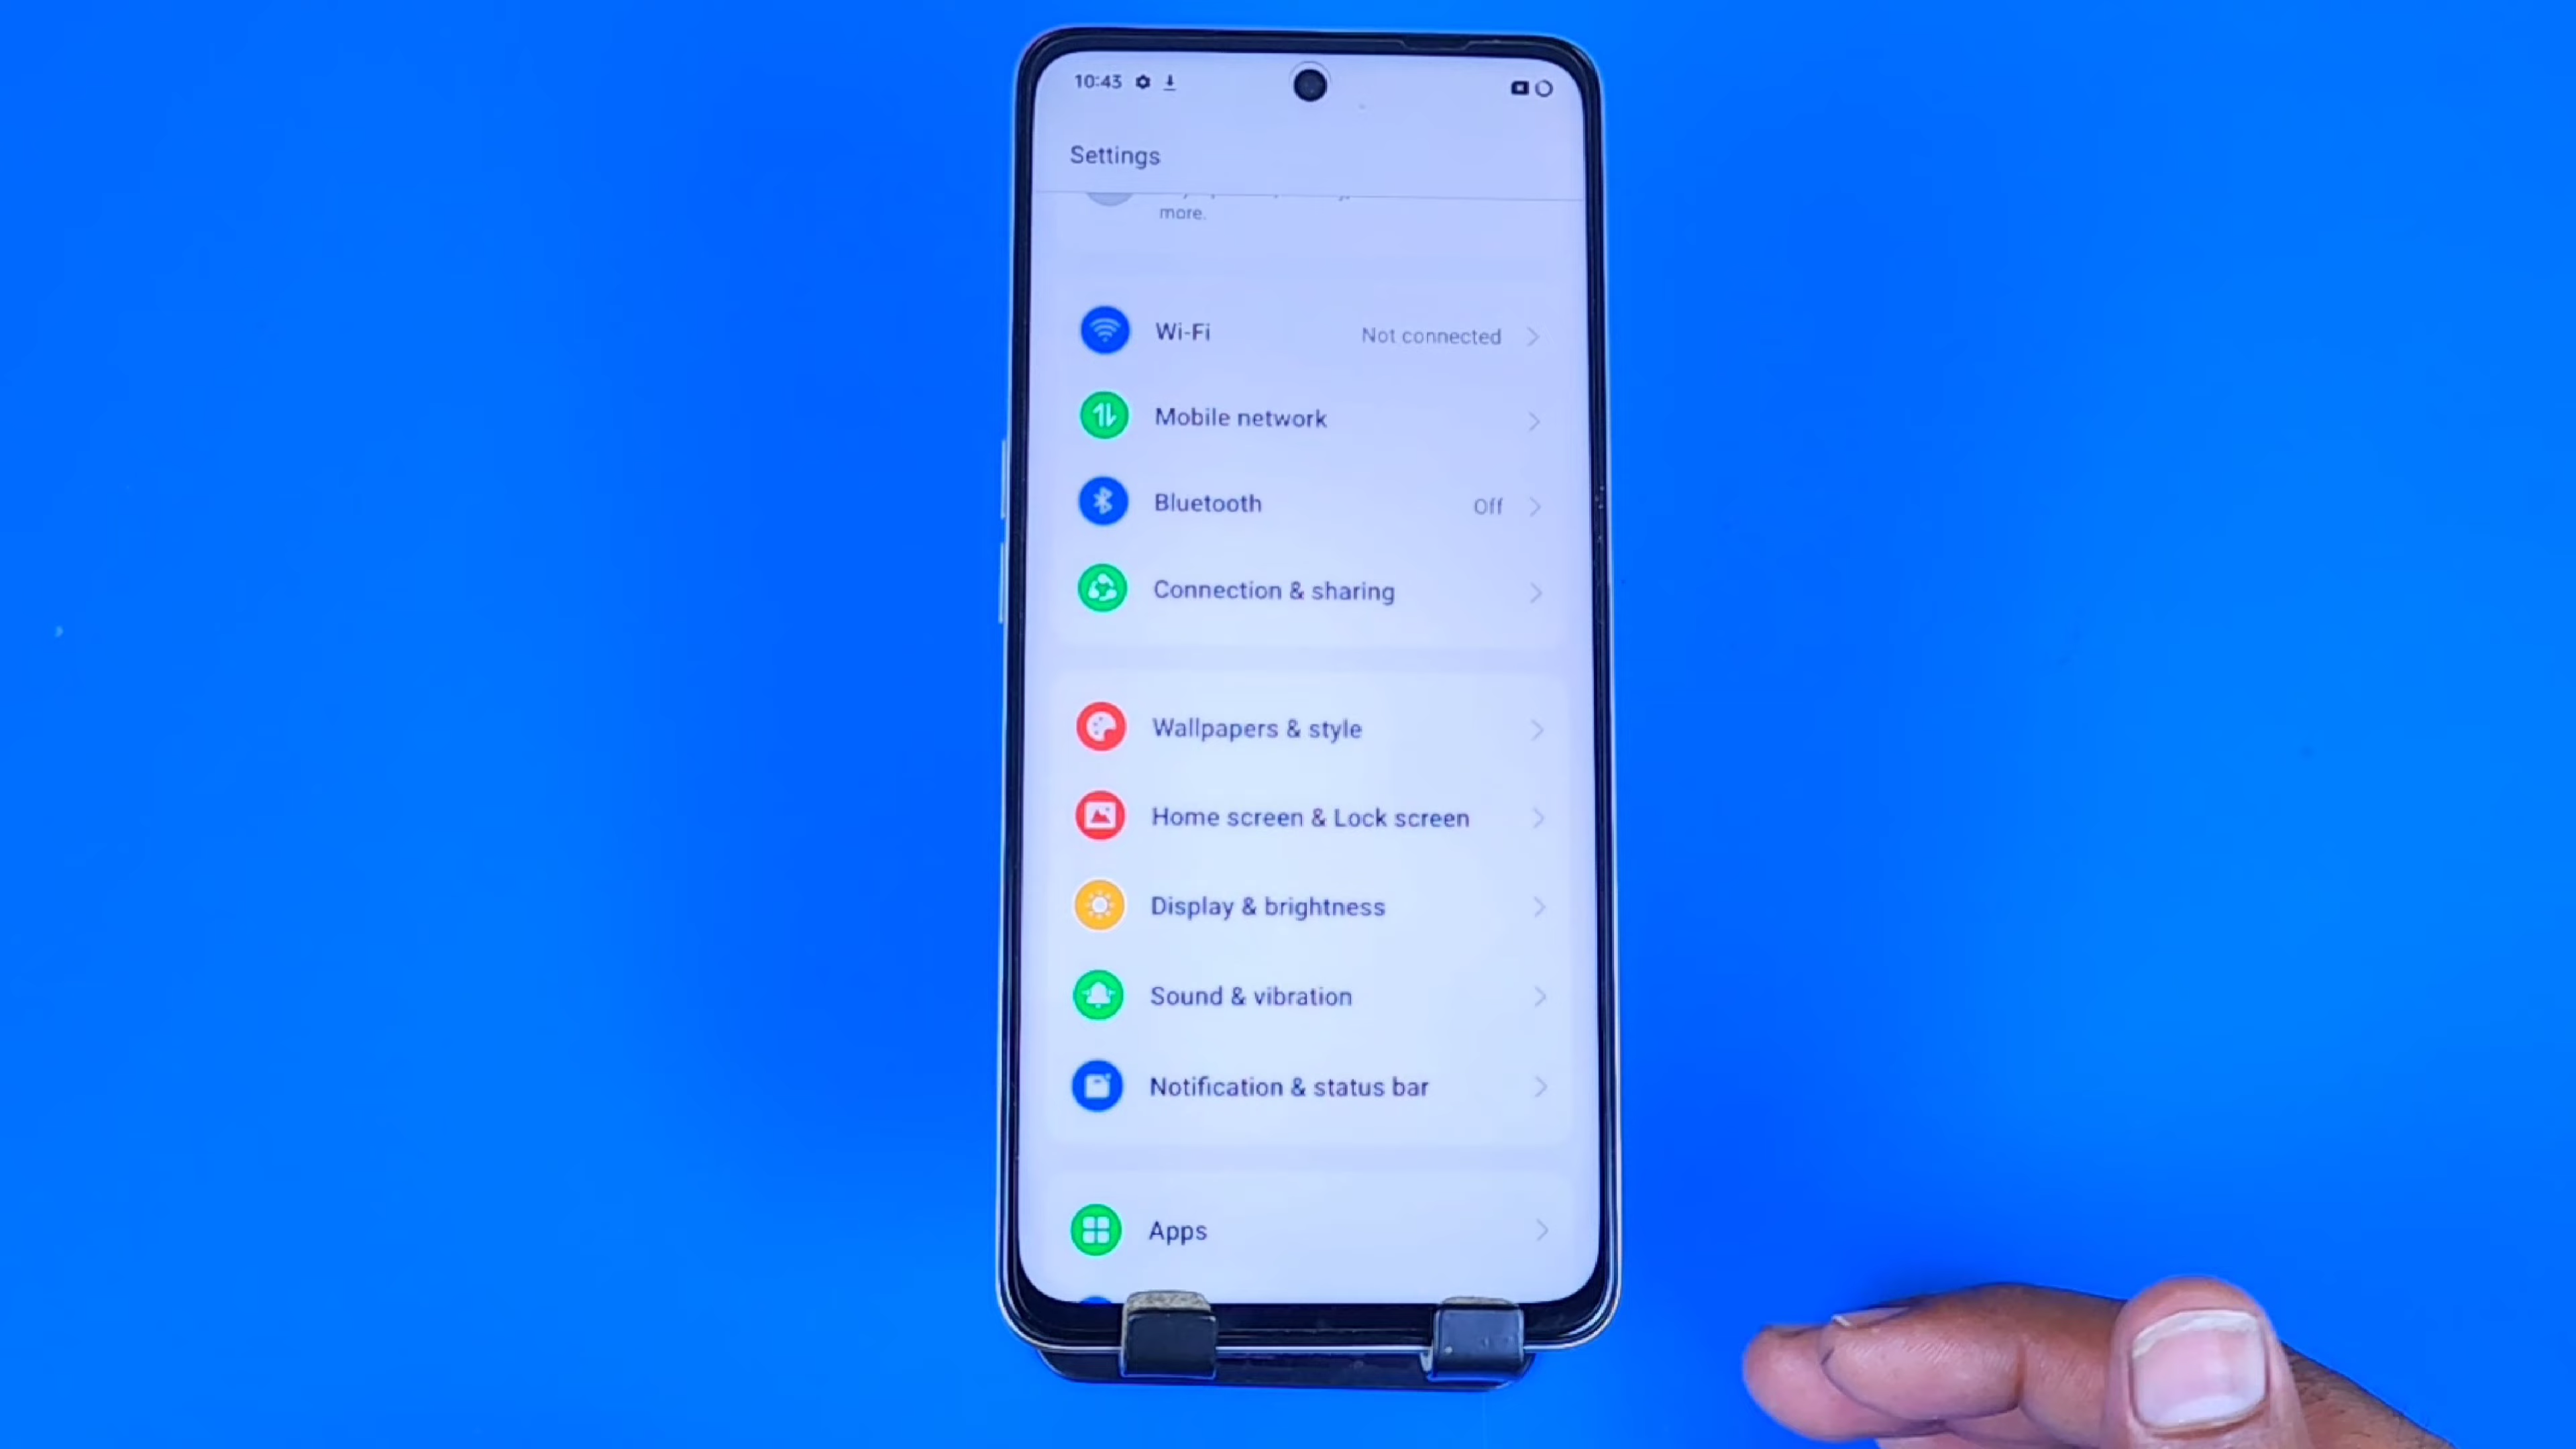 10:43
Settings
more.
Wi-Fi Not connected
Mobile network
Bluetooth Off
Connection & sharing
Wallpapers & style
Home screen & Lock screen
Display & brightness
Sound & vibration
Notification & status bar
Apps